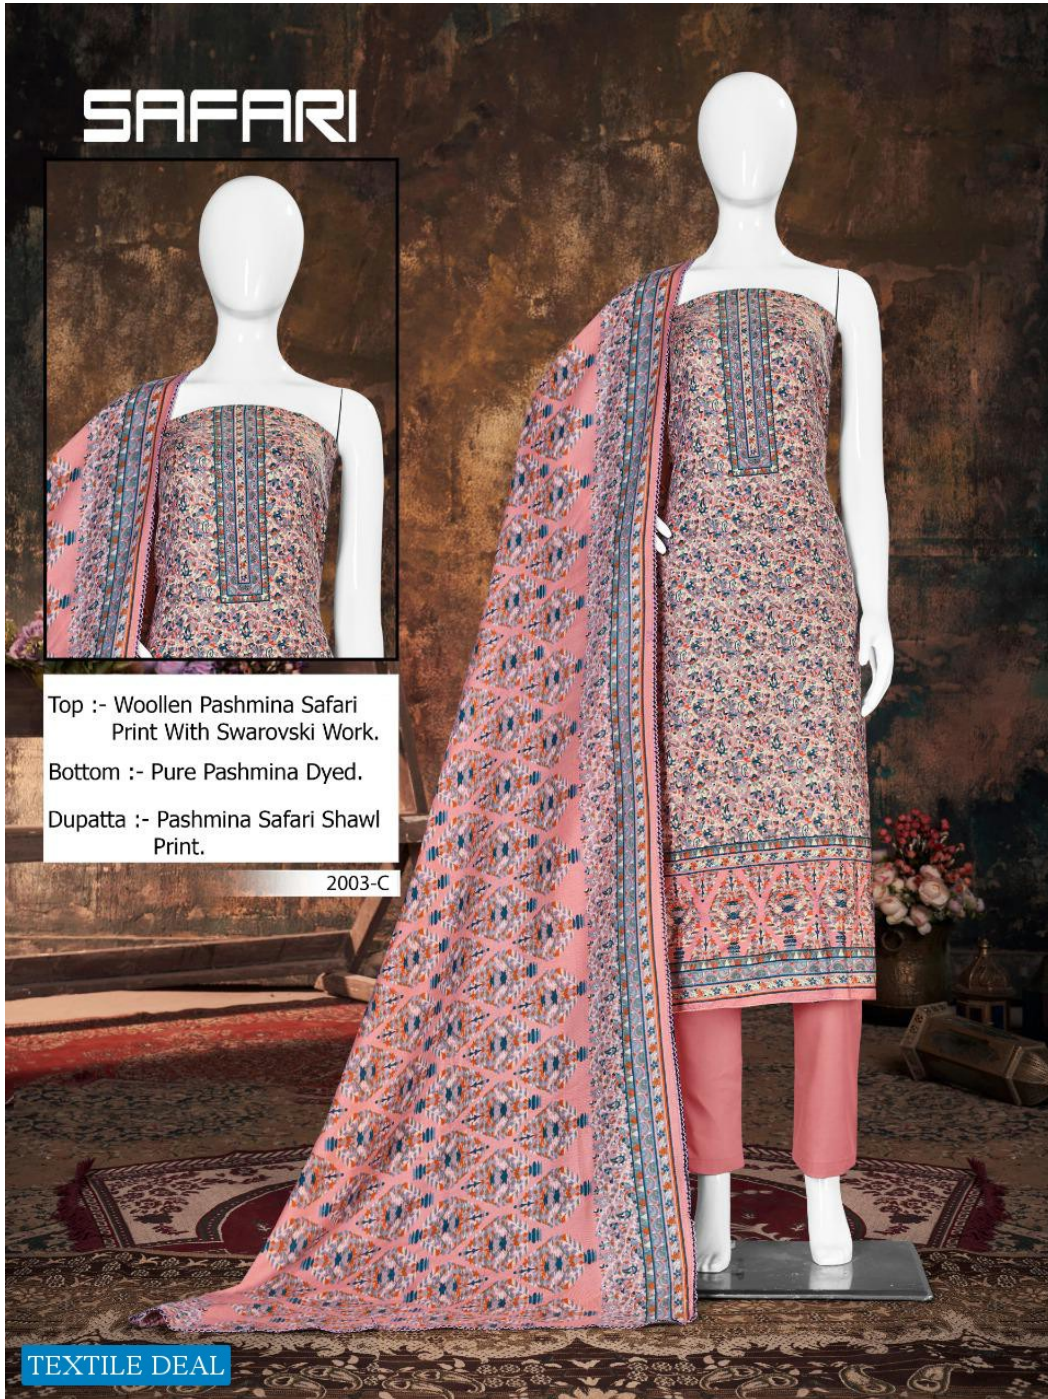 SAFARI
Top :- Woollen Pashmina Safari
Print With Swarovski Work.
Bottom :- Pure Pashmina Dyed.
Dupatta :- Pashmina Safari Shawl
Print.
2003-C
TEXTILE DEAL